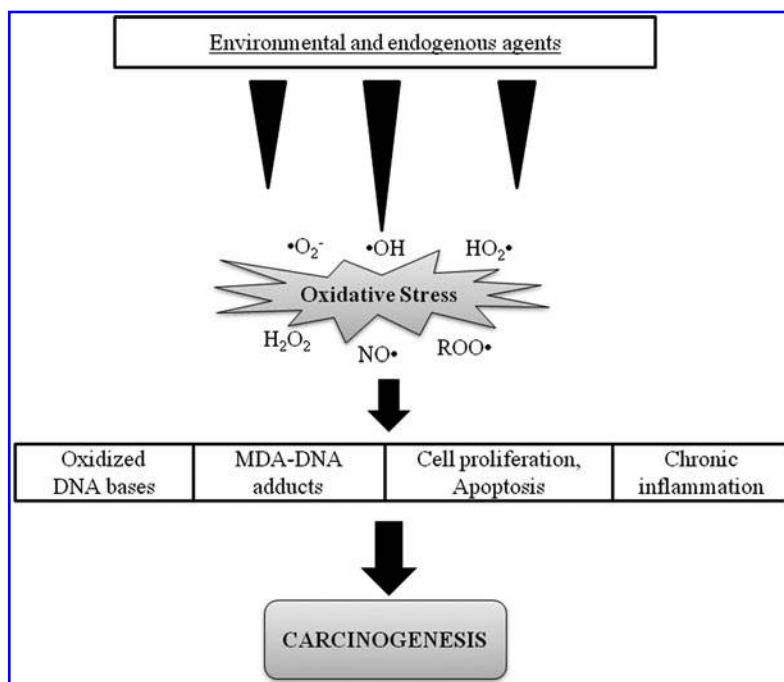 Environmental and endogenous agents
•O₂⁻ •OH HO₂•
Oxidative Stress
H₂O₂ NO• ROO•
Oxidized
DNA bases
MDA-DNA
adducts
Cell proliferation,
Apoptosis
Chronic
inflammation
CARCINOGENESIS